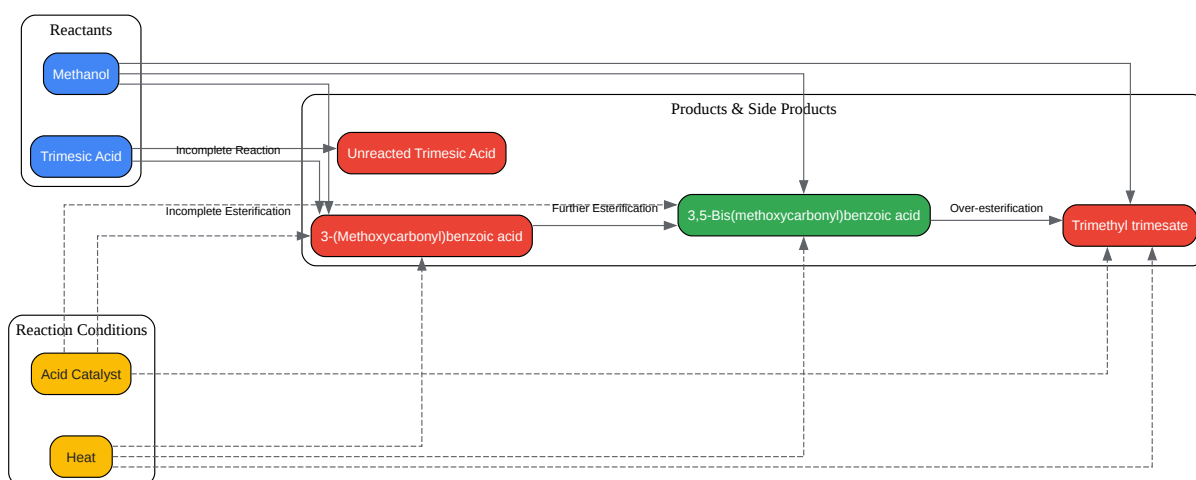 Reactants
Methanol
Products & Side Products
Trimesic Acid
Incomplete Reaction
Unreacted Trimesic Acid
Incomplete Esterification
3-(Methoxycarbonyl)benzoic acid
Further Esterification
3,5-Bis(methoxycarbonyl)benzoic acid
Over-esterification
Trimethyl trimesate
Reaction Conditions
Acid Catalyst
Heat